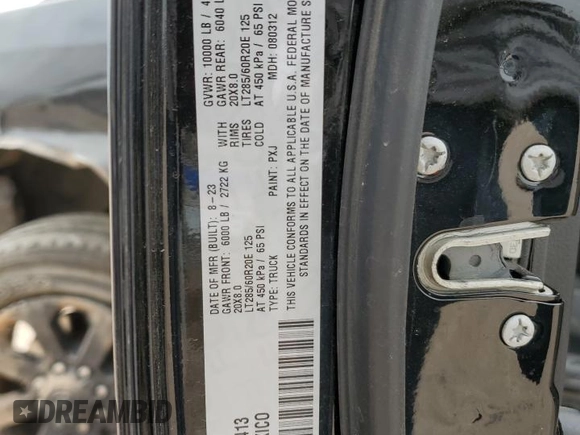 DATE OF MFR (BUILT): 8-23 GVWR: 10000 LB / 4
GAWR FRONT: 6000 LB / 2722 KG WITH GAWR REAR: 6040 L
20X8.0 RIMS 20X8.0
LT285/60R20E 125 TIRES LT285/60R20E 125
AT 450 kPa / 65 PSI COLD AT 450 kPa / 65 PSI
TYPE: TRUCK PAINT: PXJ MDH: 080312
THIS VEHICLE CONFORMS TO ALL APPLICABLE U.S.A. FEDERAL MO
STANDARDS IN EFFECT ON THE DATE OF MANUFACTURE S
413
XICO
DREAMBID